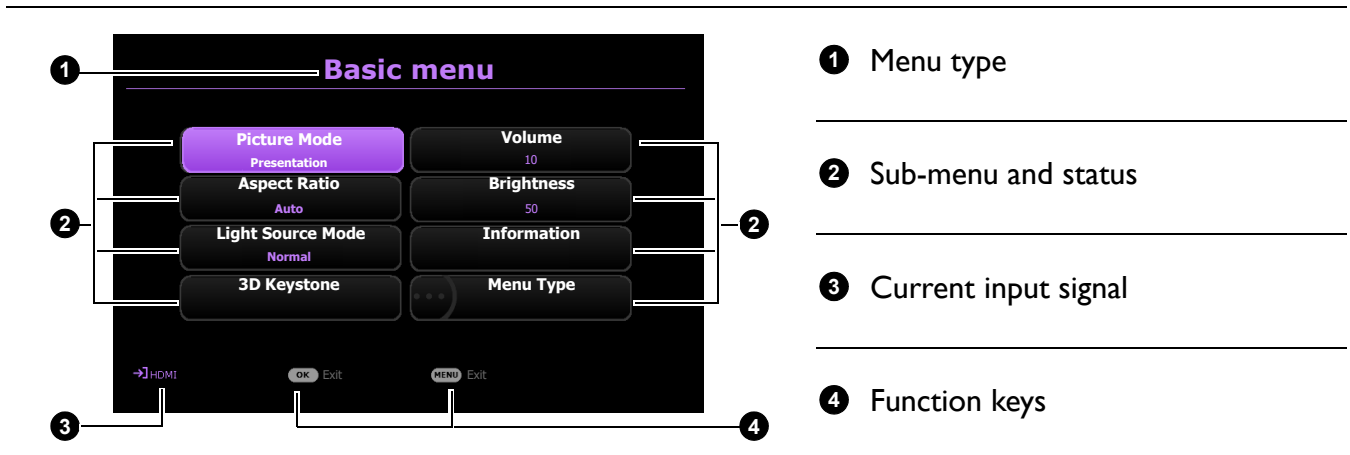 1
Basic menu
Picture Mode
Presentation
Volume
10
Aspect Ratio
Auto
Brightness
50
2
2
Light Source Mode
Normal
Information
3D Keystone
Menu Type
HDMI
OK Exit
MENU Exit
3
4
1 Menu type
2 Sub-menu and status
3 Current input signal
4 Function keys